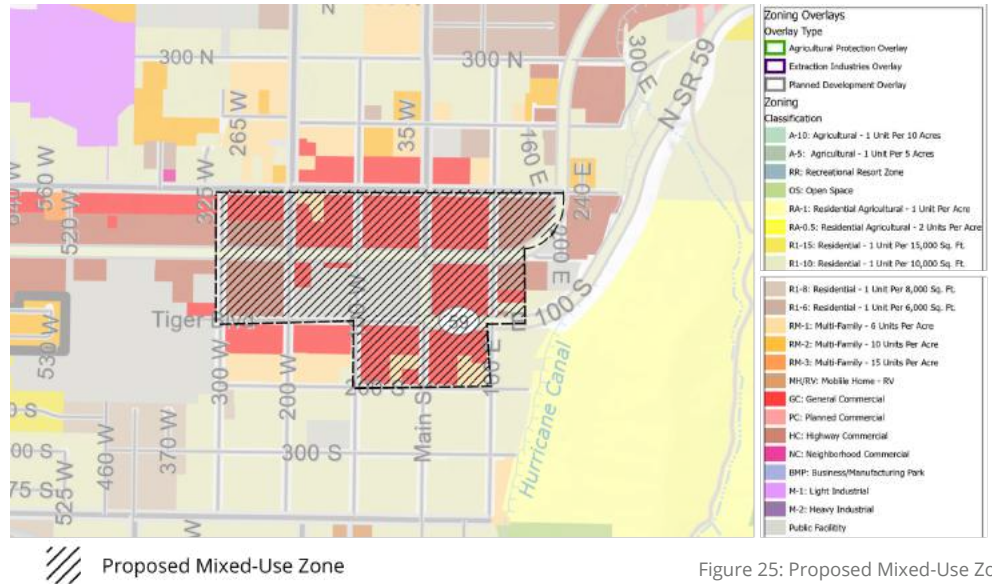 N
300 N
300 N
300 E
N SR 59
265 W
35 W
160 E
240 E
560 W
520 W
325 W
Tiger Blvd
59
E 100 S
530 W
300 W
200 W
Main S
100 E
Hurricane Canal
460 W
370 W
300 S
525 W
W
Zoning Overlays
Overlay Type
Agricultural Protection Overlay
Extraction Industries Overlay
Planned Development Overlay
Zoning
Classification
A-10: Agricultural - 1 Unit Per 10 Acres
A-5: Agricultural - 1 Unit Per 5 Acres
RR: Recreational Resort Zone
OS: Open Space
RA-1: Residential Agricultural - 1 Unit Per Acre
RA-0.5: Residential Agricultural - 2 Units Per Acre
R1-15: Residential - 1 Unit Per 15,000 Sq. Ft.
R1-10: Residential - 1 Unit Per 10,000 Sq. Ft.
R1-8: Residential - 1 Unit Per 8,000 Sq. Ft.
R1-6: Residential - 1 Unit Per 6,000 Sq. Ft.
RM-1: Multi-Family - 6 Units Per Acre
RM-2: Multi-Family - 10 Units Per Acre
RM-3: Multi-Family - 15 Units Per Acre
MH/RV: Mobile Home - RV
GC: General Commercial
PC: Planned Commercial
HC: Highway Commercial
NC: Neighborhood Commercial
BMP: Business/Manufacturing Park
M-1: Light Industrial
M-2: Heavy Industrial
Public Facility
Proposed Mixed-Use Zone
Figure 25: Proposed Mixed-Use Zo